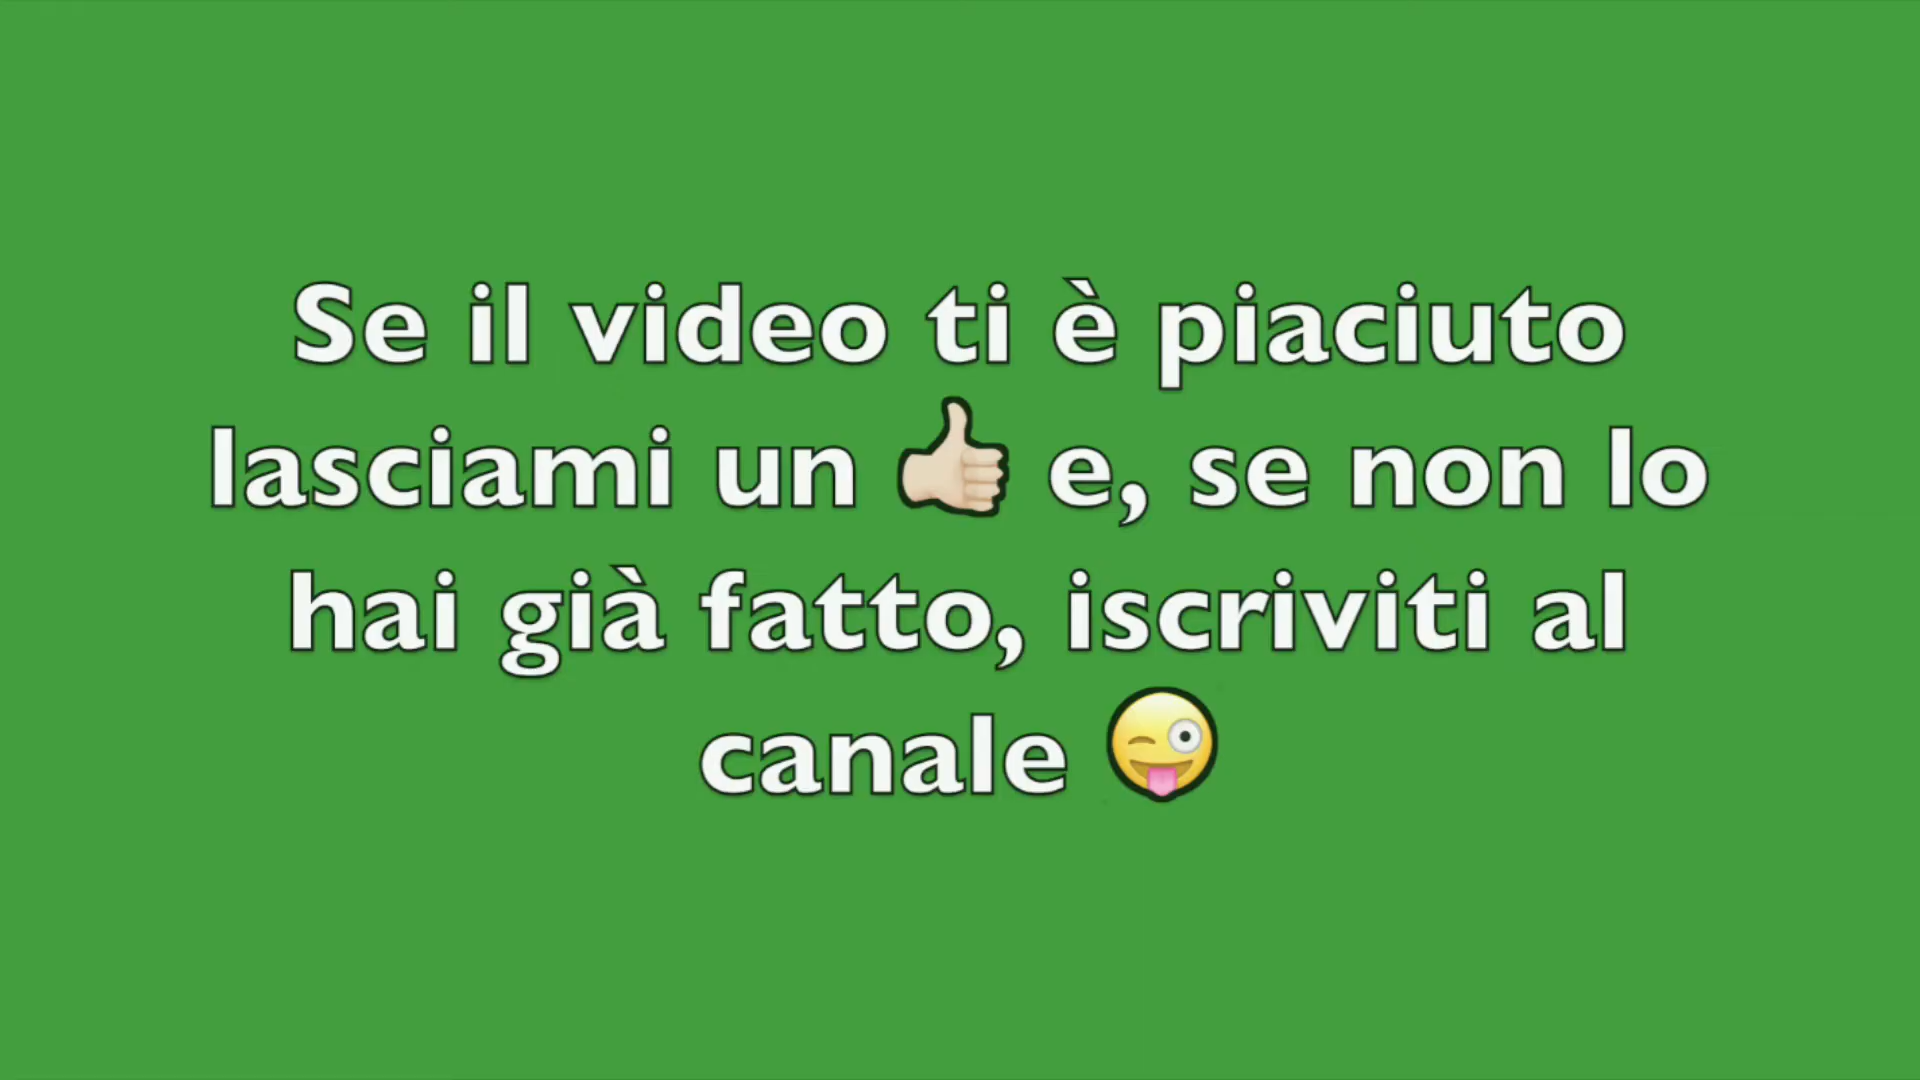 Se il video ti è piaciuto
lasciami un 👍🏻 e, se non lo
hai già fatto, iscriviti al
canale 😜